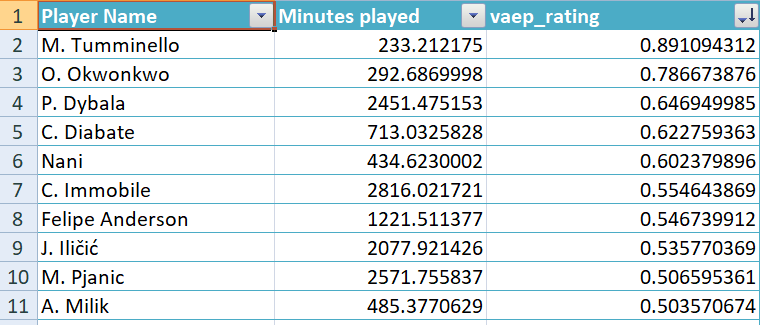 1 Player Name Minutes played vaep_rating
2 M. Tumminello 233.212175 0.891094312
3 O. Okwonkwo 292.6869998 0.786673876
4 P. Dybala 2451.475153 0.646949985
5 C. Diabate 713.0325828 0.622759363
6 Nani 434.6230002 0.602379896
7 C. Immobile 2816.021721 0.554643869
8 Felipe Anderson 1221.511377 0.546739912
9 J. Iličić 2077.921426 0.535770369
10 M. Pjanic 2571.755837 0.506595361
11 A. Milik 485.3770629 0.503570674